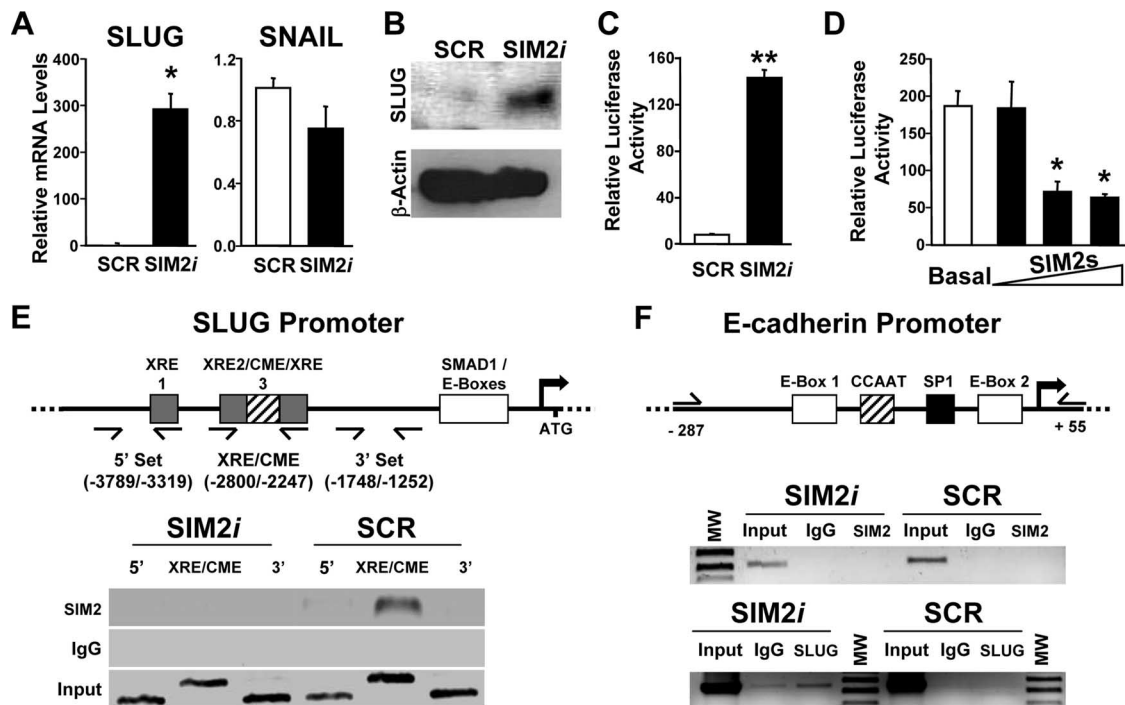 A
SLUG
SNAIL
Relative mRNA Levels
400
300
200
100
0
*
SCR SIM2i
1.2
0.8
0.4
0.0
SCR SIM2i
B
SCR SIM2i
SLUG
β-Actin
C
Relative Luciferase
Activity
160
120
80
40
0
**
SCR SIM2i
D
Relative Luciferase
Activity
250
200
150
100
50
0
*
*
Basal
SIM2s
E
SLUG Promoter
XRE
1
XRE2/CME/XRE
3
SMAD1 /
E-Boxes
ATG
5’ Set
(-3789/-3319)
XRE/CME
(-2800/-2247)
3’ Set
(-1748/-1252)
SIM2i
SCR
5’ XRE/CME 3’ 5’ XRE/CME 3’
SIM2
IgG
Input
F
E-cadherin Promoter
E-Box 1 CCAAT SP1 E-Box 2
- 287
+ 55
SIM2i
SCR
MW Input IgG SIM2 Input IgG SIM2
SIM2i
SCR
Input IgG SLUG MW Input IgG SLUG MW